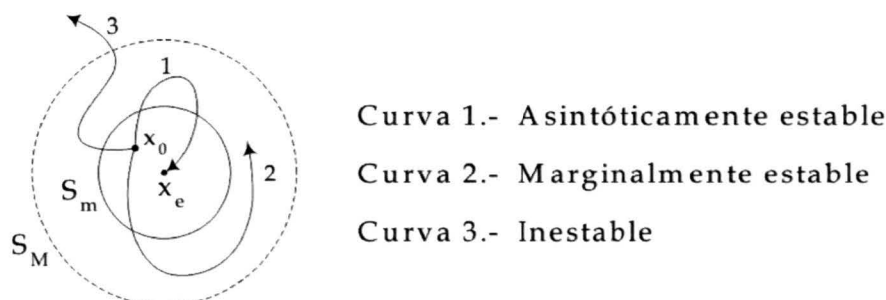 3
1
x0
xe
2
Sm
SM
Curva 1.- Asintóticamente estable
Curva 2.- Marginalmente estable
Curva 3.- Inestable